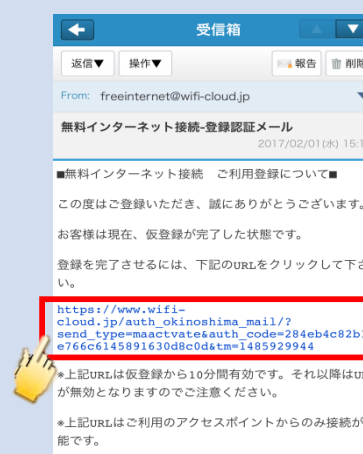 受信箱
返信▼ 操作▼ 報告 削除
From: freeinternet@wifi-cloud.jp
無料インターネット接続-登録認証メール
2017/02/01(水) 15:1
■無料インターネット接続 ご利用登録について■
この度はご登録いただき、誠にありがとうございます。
お客様は現在、仮登録が完了した状態です。
登録を完了させるには、下記のURLをクリックして下さ
い。
https://www.wifi-
cloud.jp/auth_okinoshima_mail/?
send_type=maactvate&auth_code=284eb4c82b
e766c6145891630d8c0d&tm=1485929944
*上記URLは仮登録から10分間有効です。それ以降はU
が無効となりますのでご注意ください。
*上記URLはご利用のアクセスポイントからのみ接続が
能です。